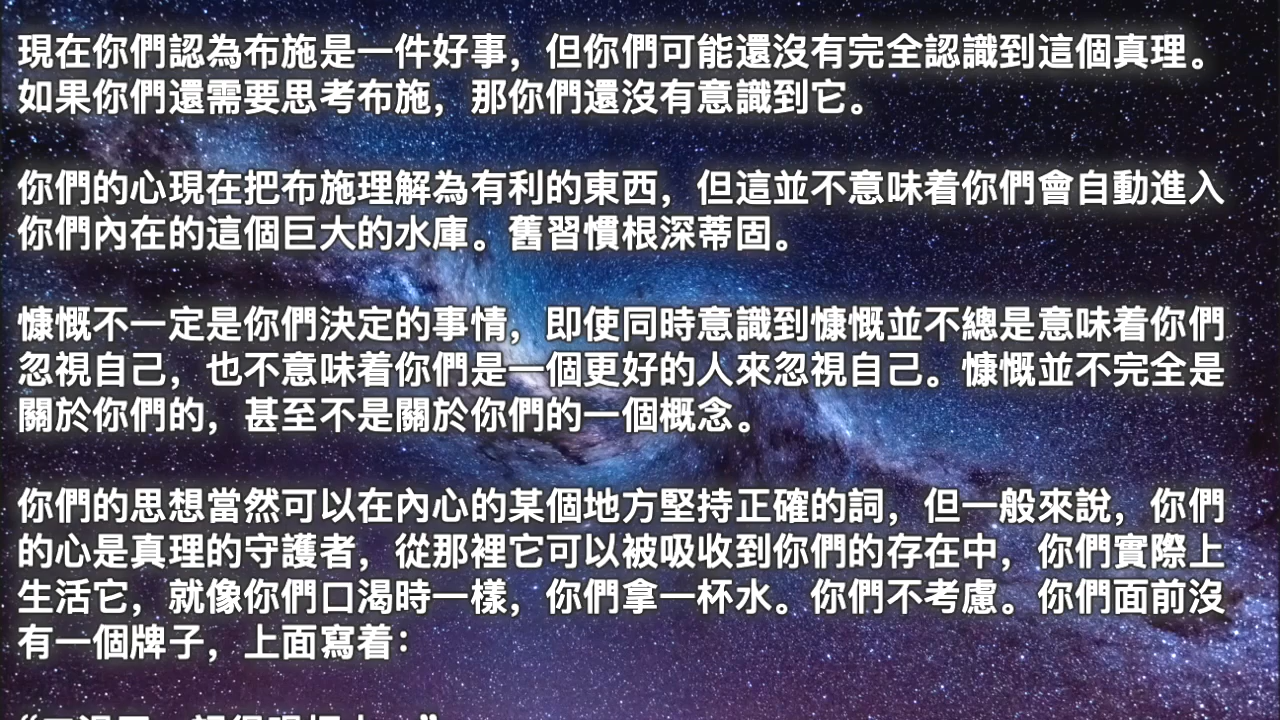 現在你們認為布施是一件好事，但你們可能還沒有完全認識到這個真理。
如果你們還需要思考布施，那你們還沒有意識到它。
你們的心現在把布施理解為有利的東西，但這並不意味着你們會自動進入
你們內在的這個巨大的水庫。舊習慣根深蒂固。
慷慨不一定是你們決定的事情，即使同時意識到慷慨並不總是意味着你們
忽視自己，也不意味着你們是一個更好的人來忽視自己。慷慨並不完全是
關於你們的，甚至不是關於你們的一個概念。
你們的思想當然可以在內心的某個地方堅持正確的詞，但一般來說，你們
的心是真理的守護者，從那裡它可以被吸收到你們的存在中，你們實際上
生活它，就像你們口渴時一樣，你們拿一杯水。你們不考慮。你們面前沒
有一個牌子，上面寫着：